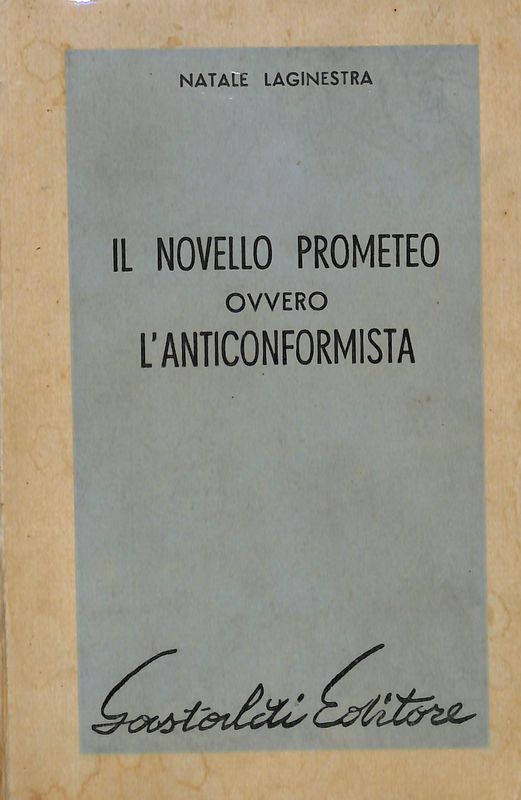 NATALE LAGINESTRA
IL NOVELLO PROMETEO
OVVERO
L'ANTICONFORMISTA
Gastaldi Editore